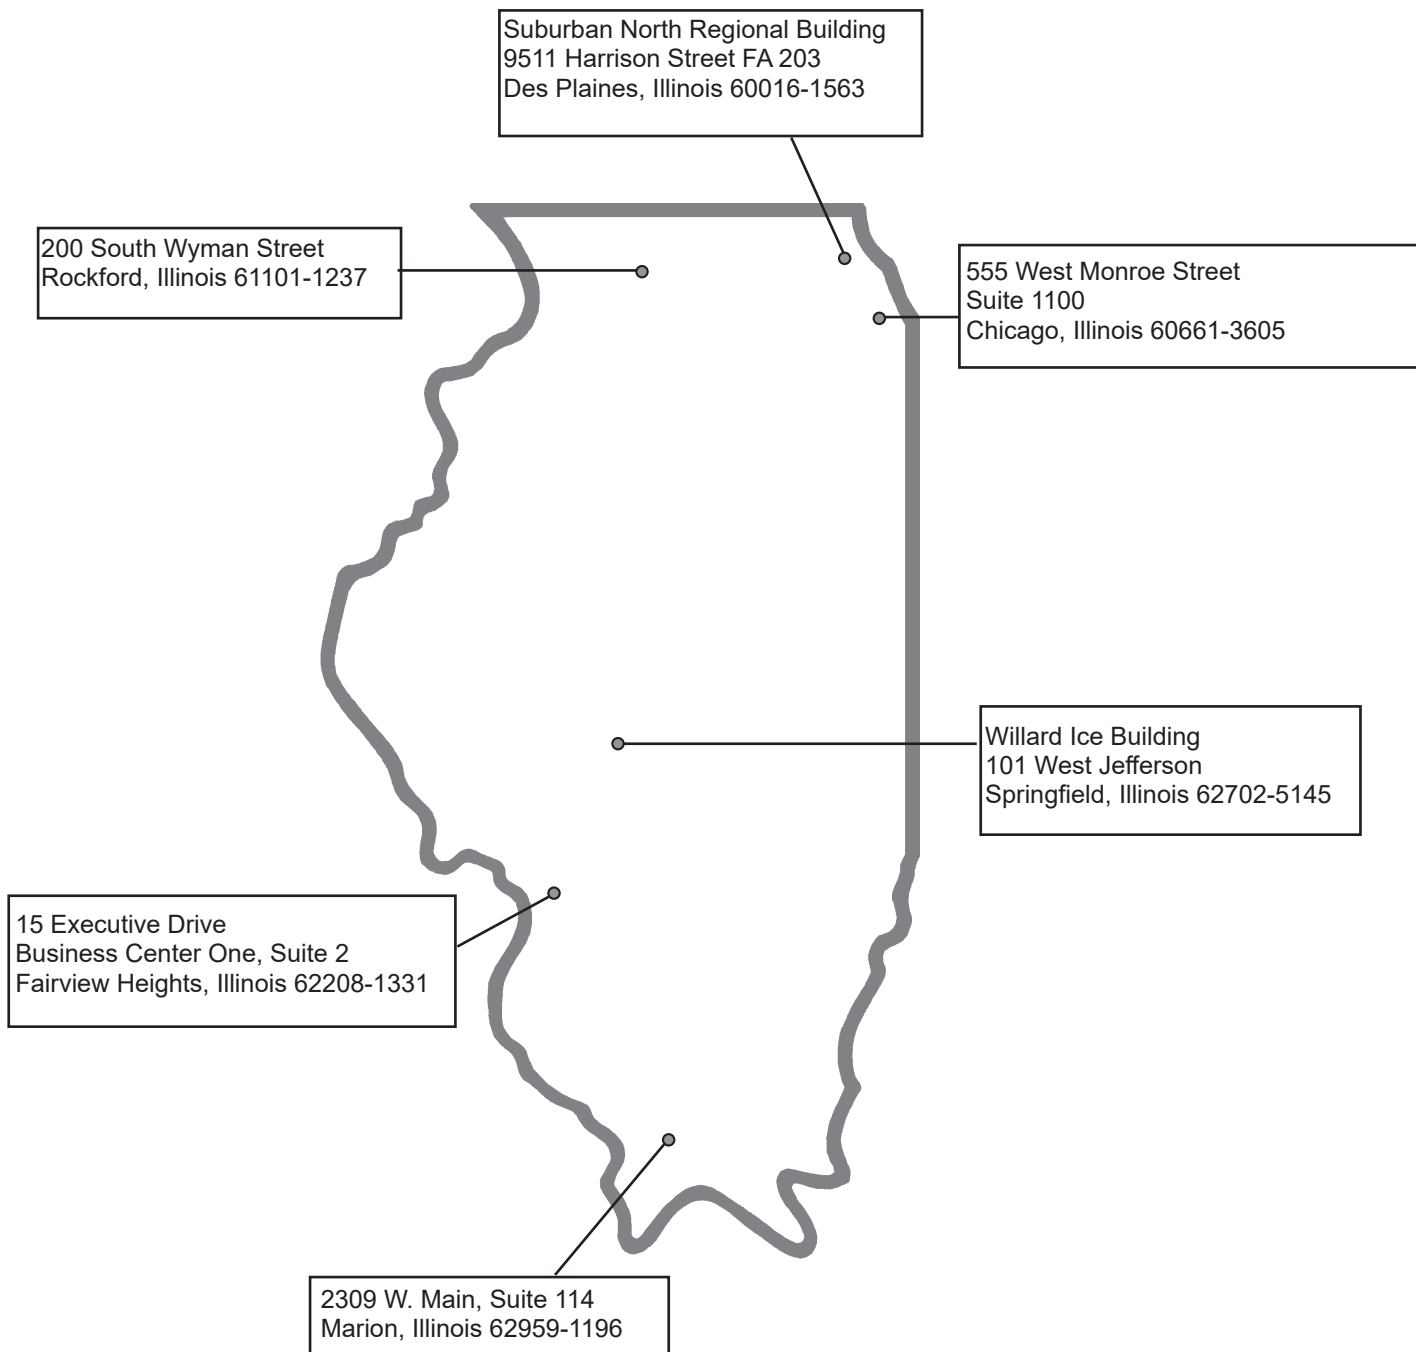 Suburban North Regional Building
9511 Harrison Street FA 203
Des Plaines, Illinois 60016-1563
200 South Wyman Street
Rockford, Illinois 61101-1237
555 West Monroe Street
Suite 1100
Chicago, Illinois 60661-3605
Willard Ice Building
101 West Jefferson
Springfield, Illinois 62702-5145
15 Executive Drive
Business Center One, Suite 2
Fairview Heights, Illinois 62208-1331
2309 W. Main, Suite 114
Marion, Illinois 62959-1196